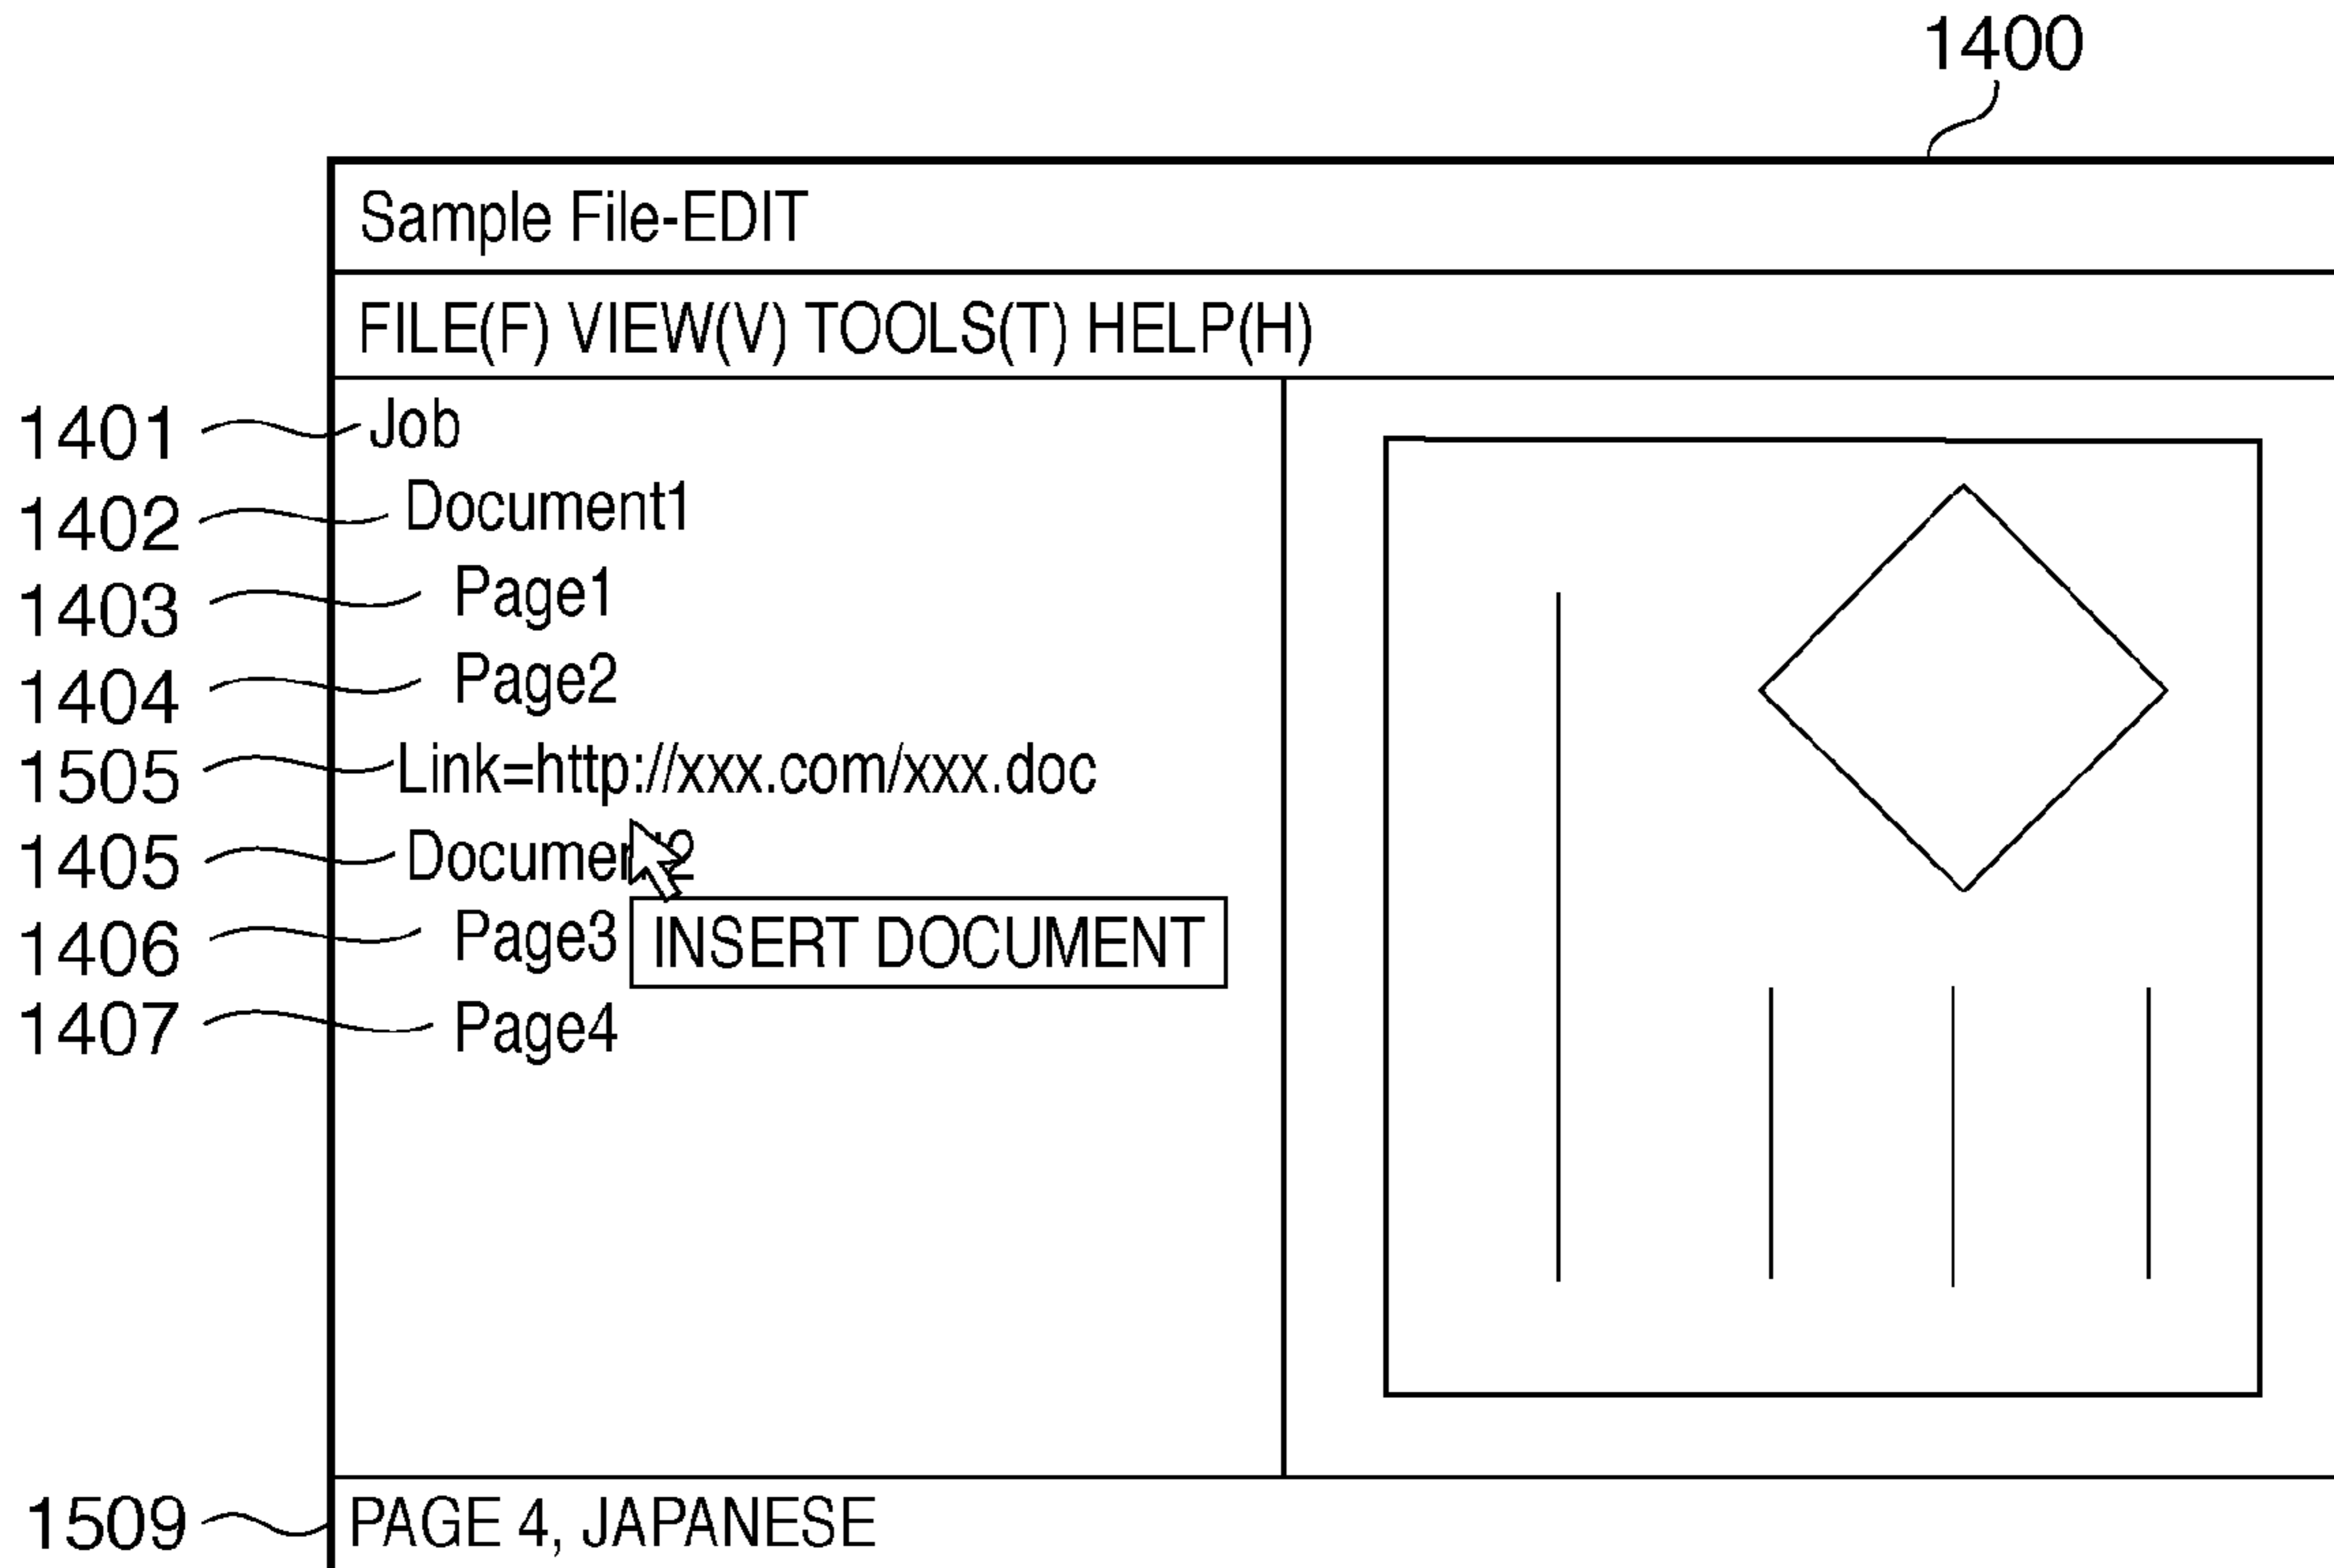 1400
Sample File-EDIT
FILE(F) VIEW(V) TOOLS(T) HELP(H)
1401 Job
1402 Document1
1403 Page1
1404 Page2
1505 Link=http://xxx.com/xxx.doc
1405
1406 Page3 INSERT DOCUMENT
1407 Page4
1509 PAGE 4, JAPANESE